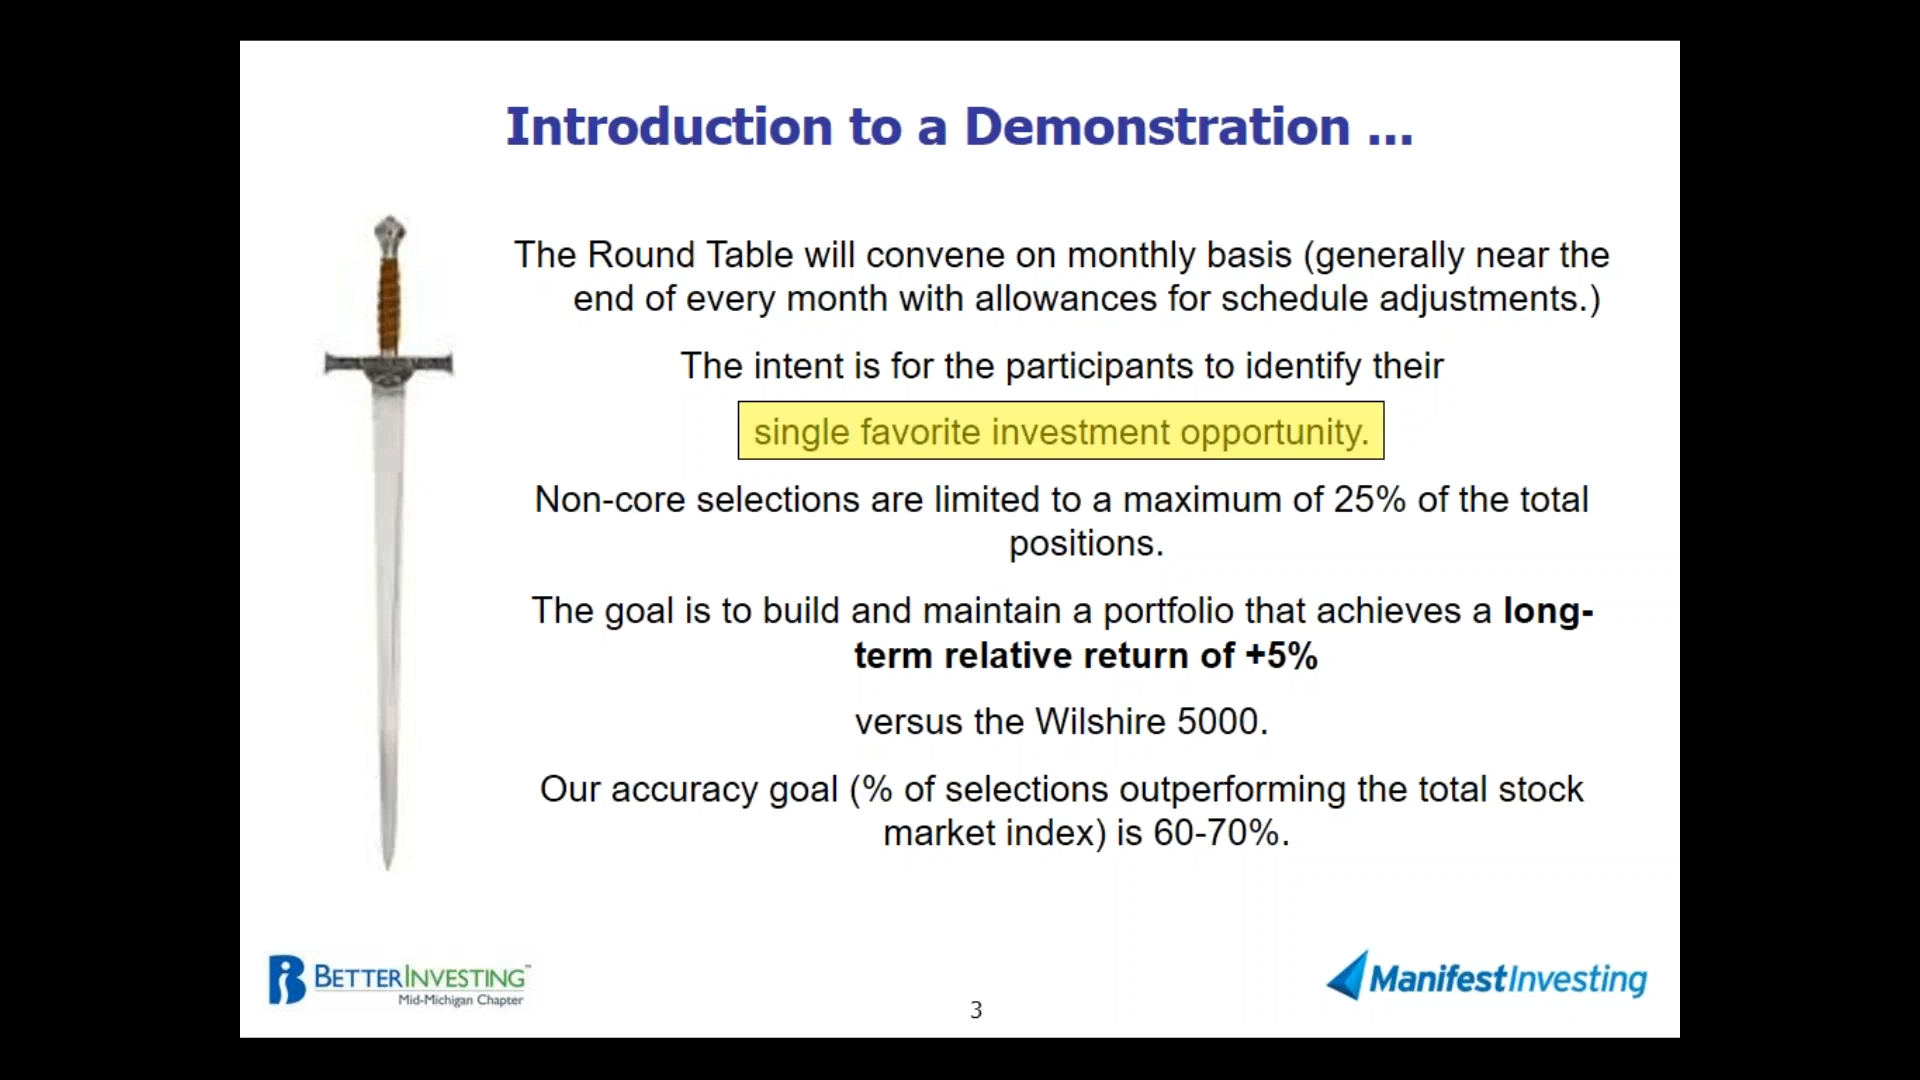 Introduction to a Demonstration ...
The Round Table will convene on monthly basis (generally near the
end of every month with allowances for schedule adjustments.)
The intent is for the participants to identify their
single favorite investment opportunity.
Non-core selections are limited to a maximum of 25% of the total
positions.
The goal is to build and maintain a portfolio that achieves a long-
term relative return of +5%
versus the Wilshire 5000.
Our accuracy goal (% of selections outperforming the total stock
market index) is 60-70%.
BETTERINVESTING™
Mid-Michigan Chapter
3
ManifestInvesting